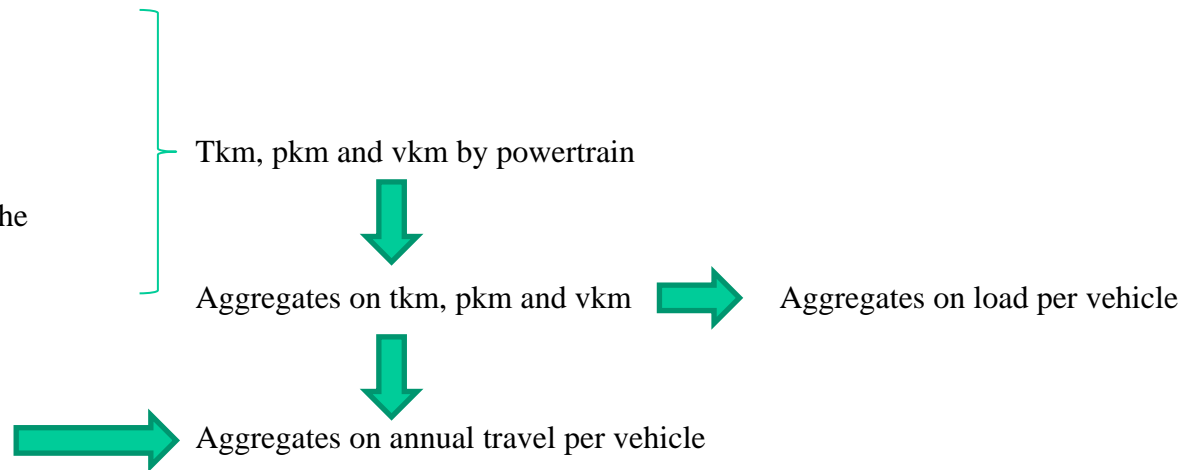 Tkm, pkm and vkm by powertrain
he
Aggregates on tkm, pkm and vkm
Aggregates on load per vehicle
Aggregates on annual travel per vehicle